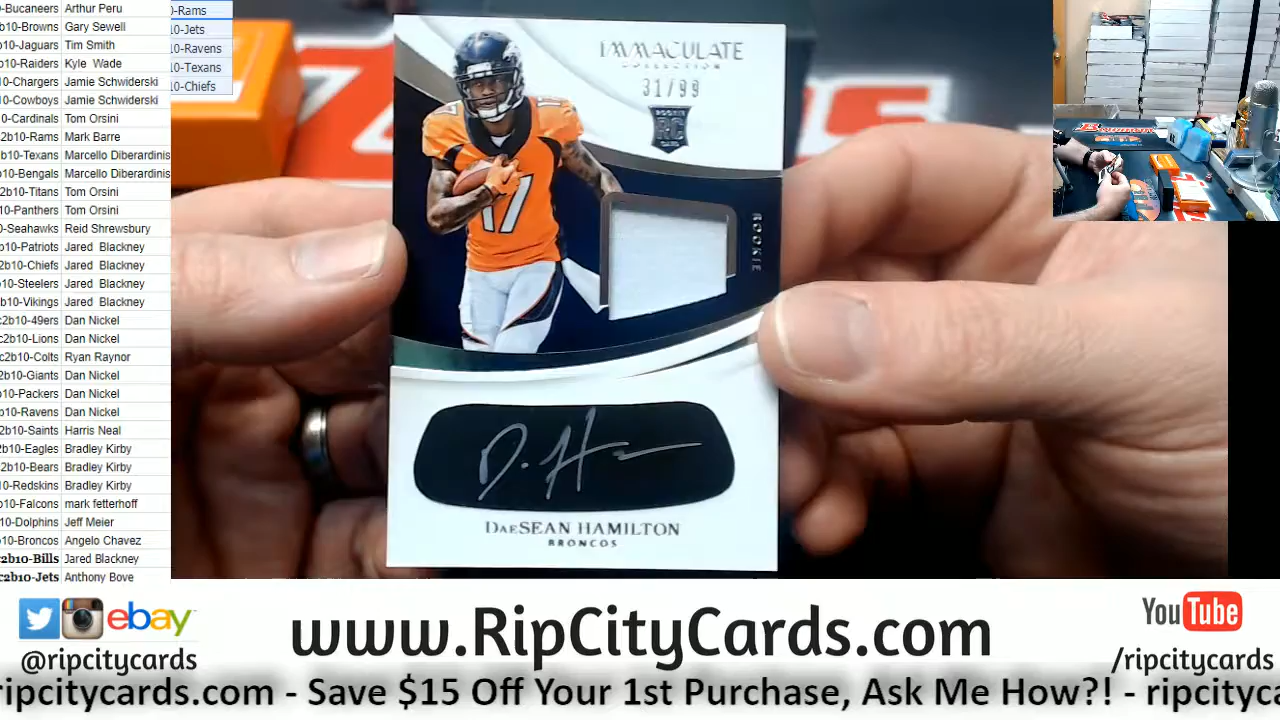 -Bucaneers Arthur Peru
b10-Browns Gary Sewell
b10-Jaguars Tim Smith
b10-Raiders Kyle Wade
10-Chargers Jamie Schwiderski
10-Cowboys Jamie Schwiderski
10-Cardinals Tom Orsini
2b10-Rams Mark Barre
b10-Texans Marcello Diberardinis
b10-Bengals Marcello Diberardinis
2b10-Titans Tom Orsini
10-Panthers Tom Orsini
10-Seahawks Reid Shrewsbury
b10-Patriots Jared Blackney
2b10-Chiefs Jared Blackney
b10-Steelers Jared Blackney
2b10-Vikings Jared Blackney
c2b10-49ers Dan Nickel
c2b10-Lions Dan Nickel
c2b10-Colts Ryan Raynor
2b10-Giants Dan Nickel
b10-Packers Dan Nickel
b10-Ravens Dan Nickel
2b10-Saints Harris Neal
2b10-Eagles Bradley Kirby
2b10-Bears Bradley Kirby
10-Redskins Bradley Kirby
b10-Falcons mark fetterhoff
10-Dolphins Jeff Meier
10-Broncos Angelo Chavez
c2b10-Bills Jared Blackney
c2b10-Jets Anthony Bove
0-Rams
10-Jets
10-Ravens
10-Texans
10-Chiefs
IMMACULATE
COLLECTION
31/99
ROOKIE
RC
17
17
ROOKIE
D. H
DAESEAN HAMILTON
BRONCOS
ebay
@ripcitycards
www.RipCityCards.com
YouTube
/ripcitycards
ripcitycards.com - Save $15 Off Your 1st Purchase, Ask Me How?! - ripcityca